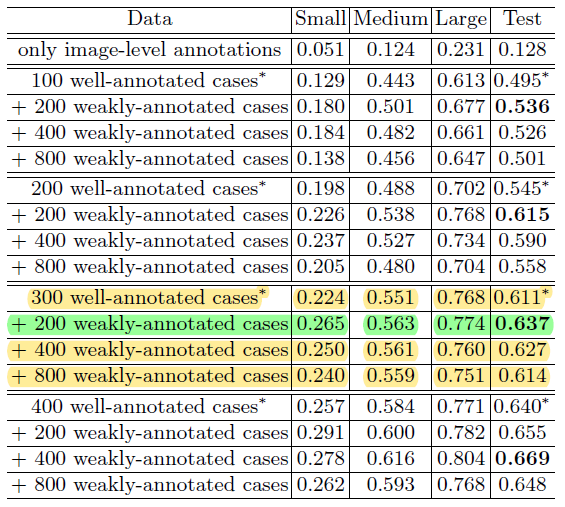 Data Small Medium Large Test
only image-level annotations 0.051 0.124 0.231 0.128
100 well-annotated cases* 0.129 0.443 0.613 0.495*
+ 200 weakly-annotated cases 0.180 0.501 0.677 0.536
+ 400 weakly-annotated cases 0.184 0.482 0.661 0.526
+ 800 weakly-annotated cases 0.138 0.456 0.647 0.501
200 well-annotated cases* 0.198 0.488 0.702 0.545*
+ 200 weakly-annotated cases 0.226 0.538 0.768 0.615
+ 400 weakly-annotated cases 0.237 0.527 0.734 0.590
+ 800 weakly-annotated cases 0.205 0.480 0.704 0.558
300 well-annotated cases* 0.224 0.551 0.768 0.611*
+ 200 weakly-annotated cases 0.265 0.563 0.774 0.637
+ 400 weakly-annotated cases 0.250 0.561 0.760 0.627
+ 800 weakly-annotated cases 0.240 0.559 0.751 0.614
400 well-annotated cases* 0.257 0.584 0.771 0.640*
+ 200 weakly-annotated cases 0.291 0.600 0.782 0.655
+ 400 weakly-annotated cases 0.278 0.616 0.804 0.669
+ 800 weakly-annotated cases 0.262 0.593 0.768 0.648